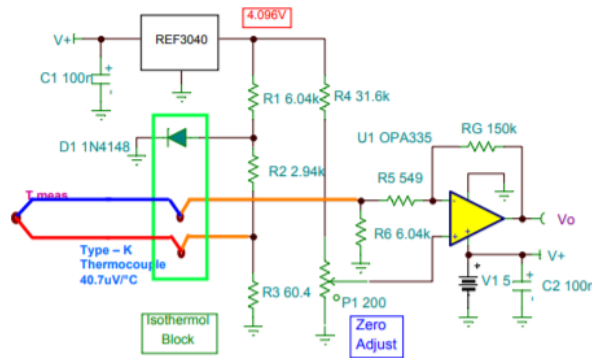 4.096V
V+
REF3040
C1 100n
+
-
R1 6.04k
R4 31.6k
RG 150k
D1 1N4148
U1 OPA335
R2 2.94k
R5 549
T meas
-
+
Vo
R6 6.04k
Type – K
Thermocouple
40.7uV/°C
V+
+
V1 5
+
-
C2 100n
R3 60.4
P1 200
Isothermol
Block
Zero
Adjust